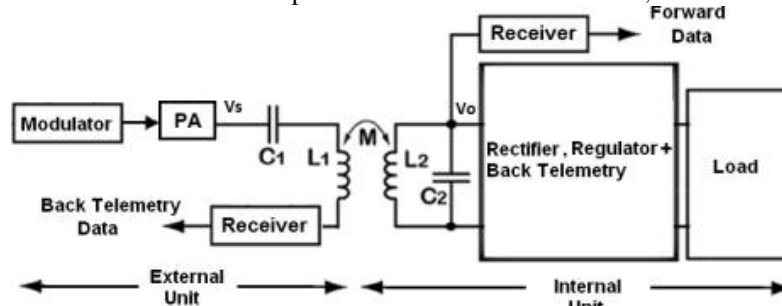 Forward
Data
Receiver
Modulator
PA
Vs
C1
L1
M
L2
C2
Vo
Rectifier, Regulator +
Back Telemetry
Load
Back Telemetry
Data
Receiver
External
Unit
Internal
Unit